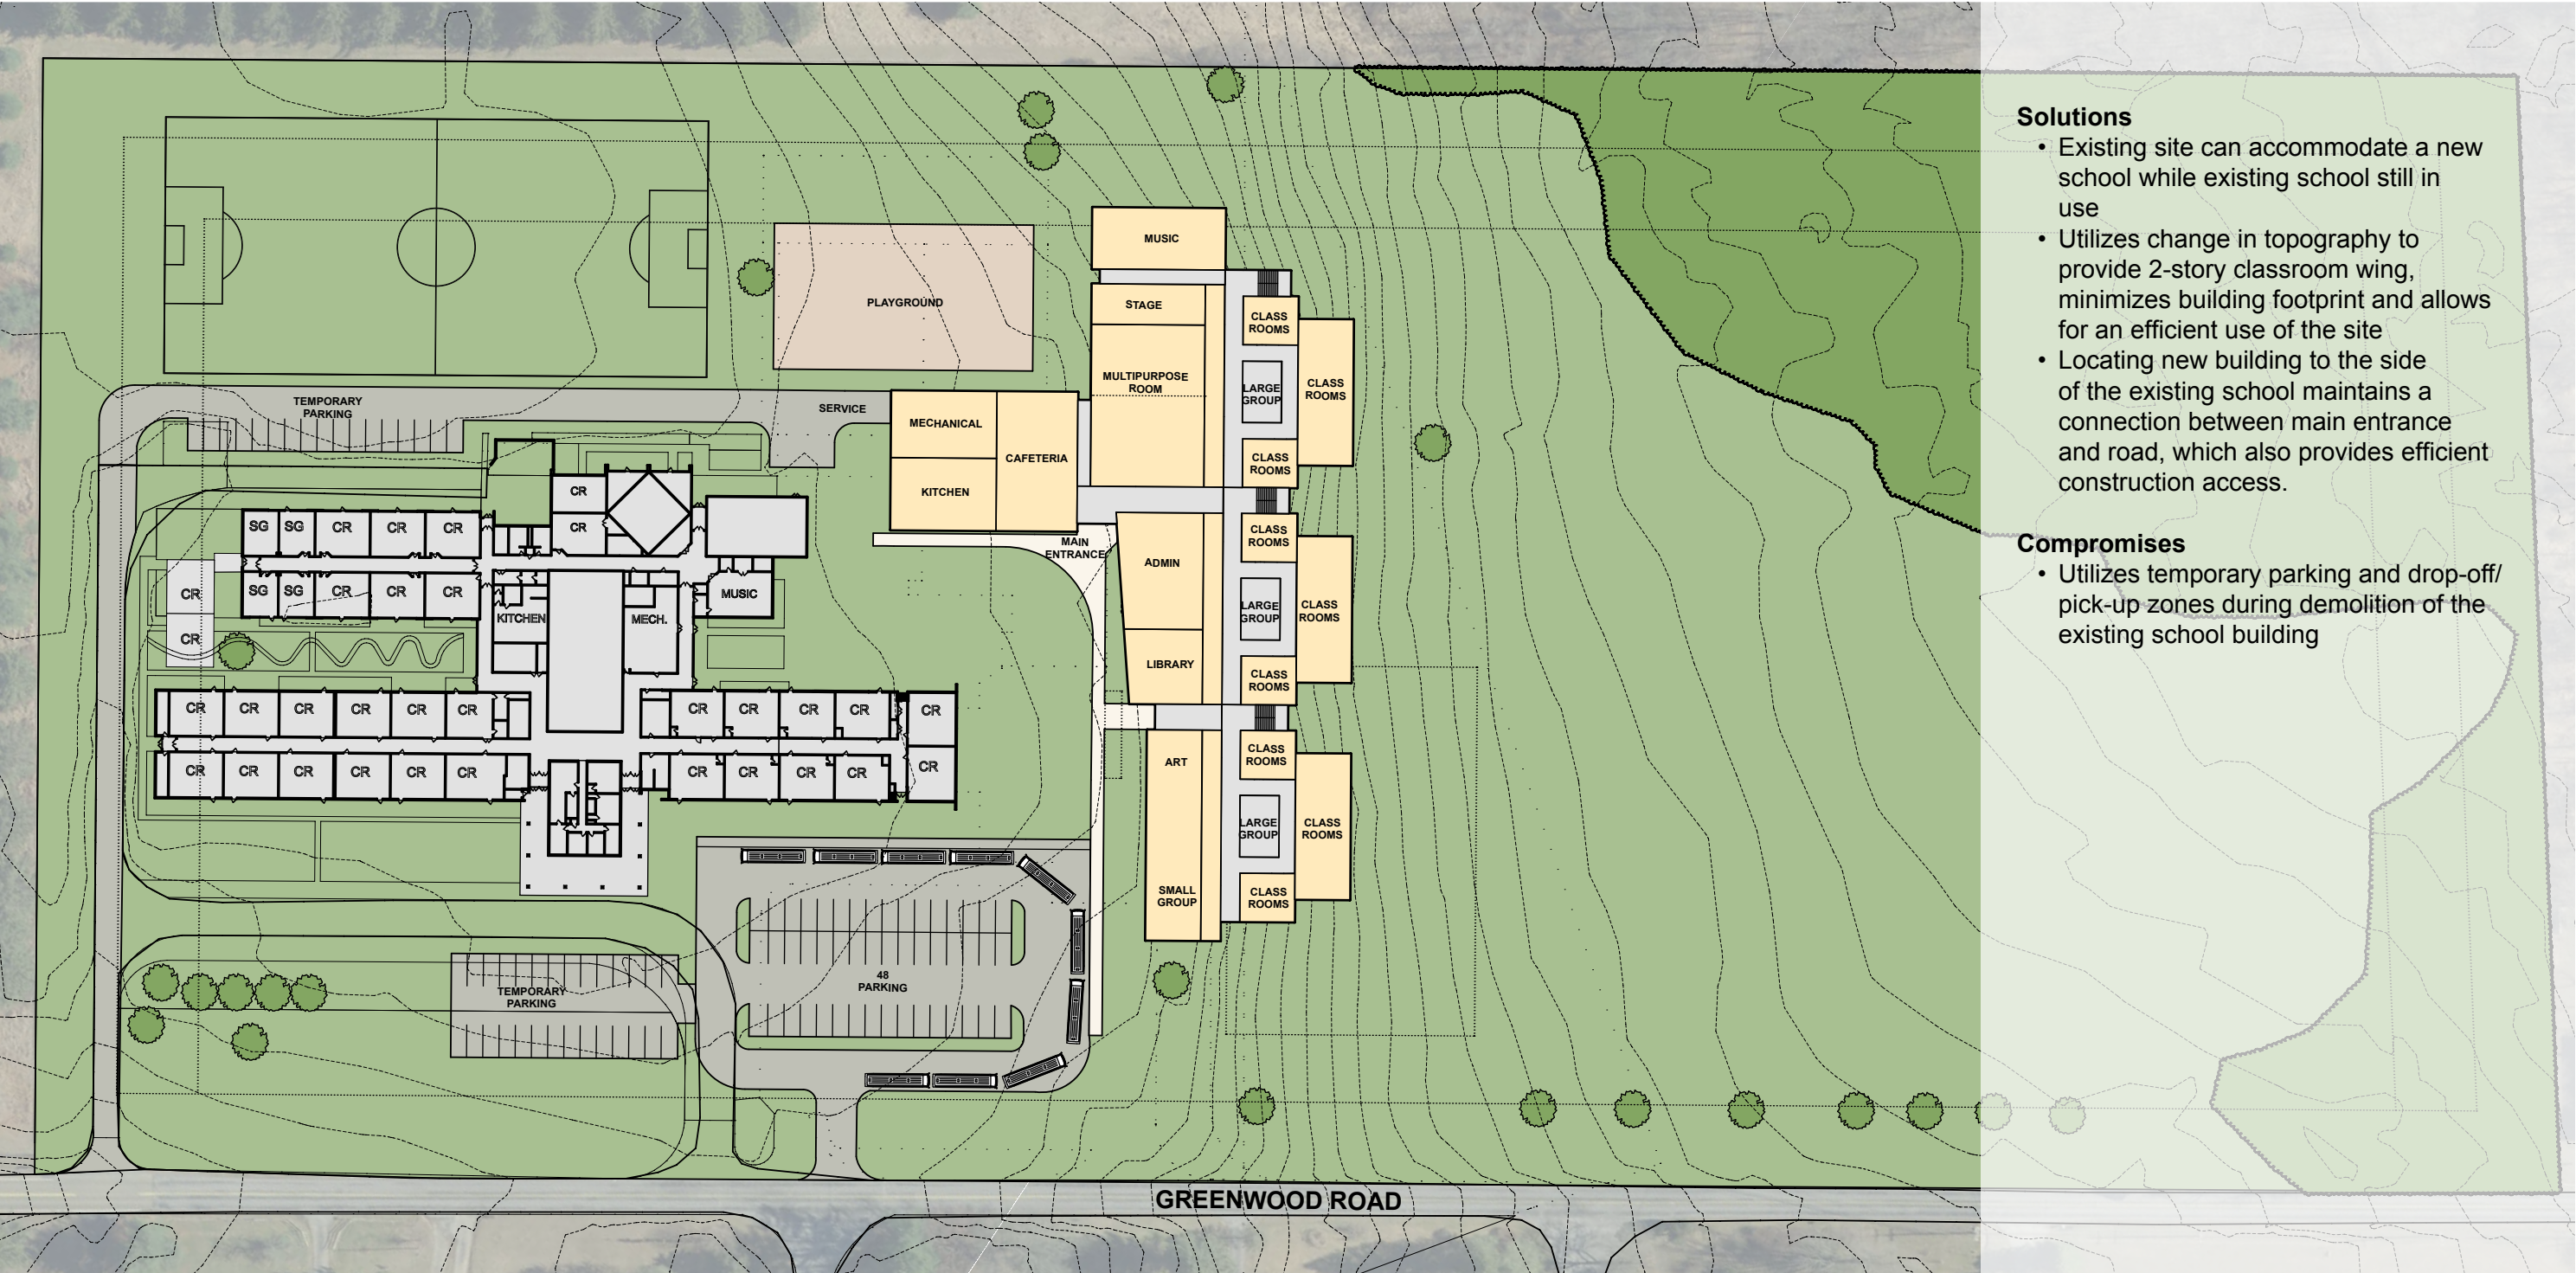 Solutions
• Existing site can accommodate a new
school while existing school still in
use
• Utilizes change in topography to
provide 2-story classroom wing,
minimizes building footprint and allows
for an efficient use of the site
• Locating new building to the side
of the existing school maintains a
connection between main entrance
and road, which also provides efficient
construction access.
Compromises
• Utilizes temporary parking and drop-off/
pick-up zones during demolition of the
existing school building
MUSIC
STAGE
MULTIPURPOSE
ROOM
PLAYGROUND
CLASS
ROOMS
LARGE
GROUP
CLASS
ROOMS
CLASS
ROOMS
TEMPORARY
PARKING
SERVICE
MECHANICAL
CAFETERIA
KITCHEN
MAIN
ENTRANCE
ADMIN
LIBRARY
CLASS
ROOMS
LARGE
GROUP
CLASS
ROOMS
CLASS
ROOMS
ART
SMALL
GROUP
CLASS
ROOMS
LARGE
GROUP
CLASS
ROOMS
CLASS
ROOMS
CR
CR
SG SG CR CR CR
SG SG CR CR CR
CR
CR
KITCHEN
MECH.
MUSIC
CR CR CR CR CR CR
CR CR CR CR CR
CR CR CR CR CR CR
CR CR CR CR CR
48
PARKING
TEMPORARY
PARKING
GREENWOOD ROAD